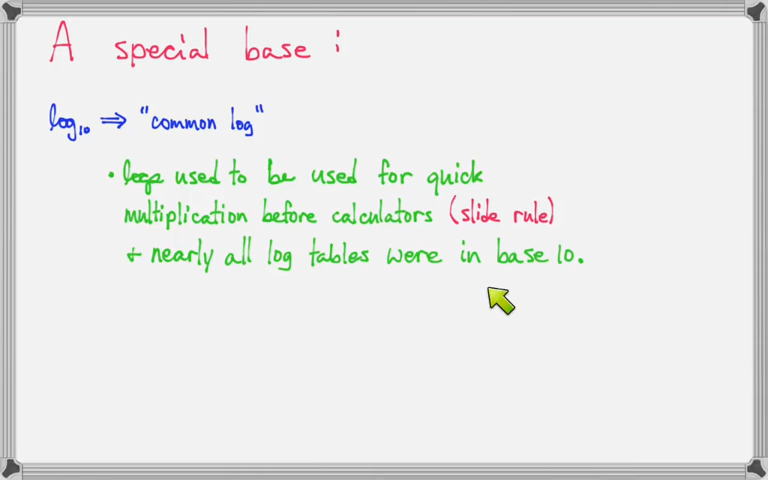 A special base :
log₁₀ ⇒ "common log"
• logs used to be used for quick
multiplication before calculators (slide rule)
+ nearly all log tables were in base 10.